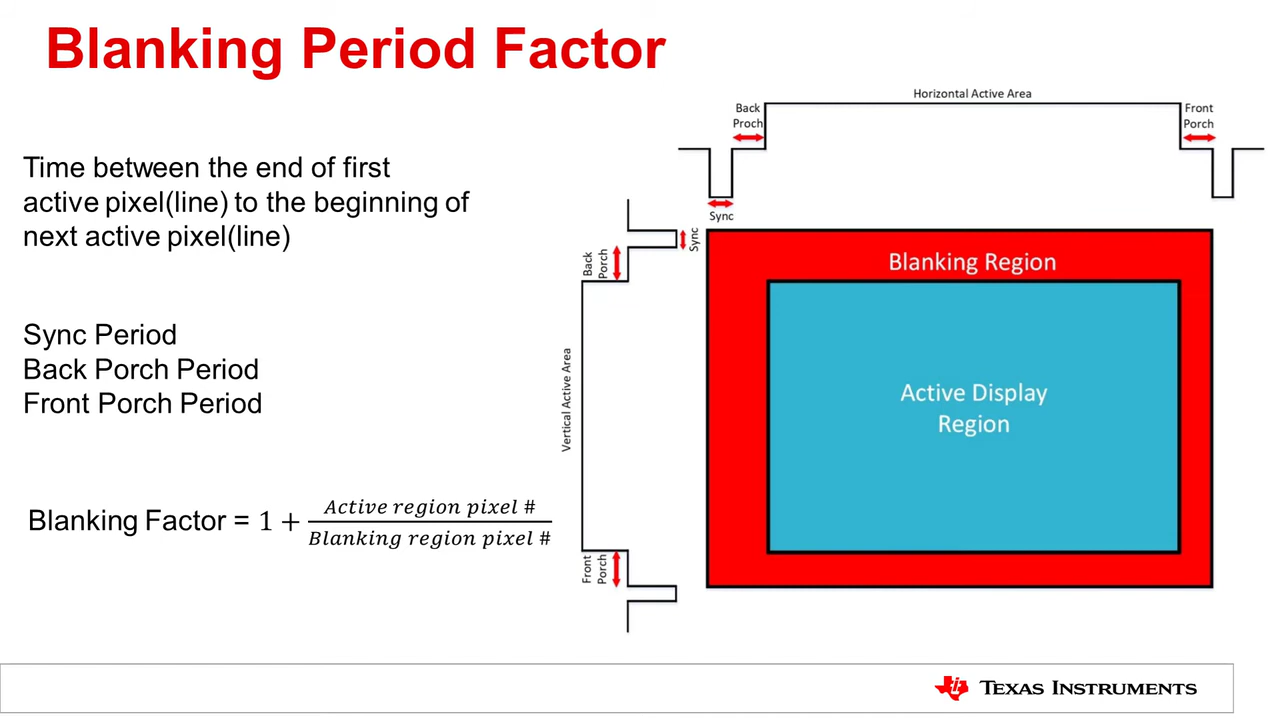 Blanking Period Factor
Time between the end of first
active pixel(line) to the beginning of
next active pixel(line)
Sync Period
Back Porch Period
Front Porch Period
Blanking Factor = 1 + Active region pixel # / Blanking region pixel #
Horizontal Active Area
Back
Proch
Front
Porch
Sync
Sync
Back
Porch
Vertical Active Area
Front
Porch
Blanking Region
Active Display
Region
TEXAS INSTRUMENTS